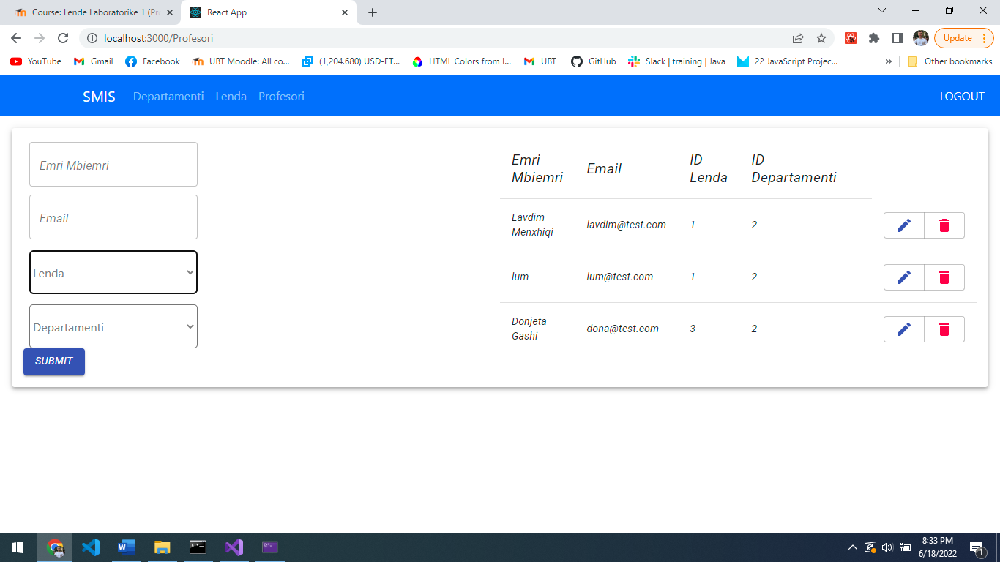 Course: Lende Laboratorike 1 (Pr
React App
localhost:3000/Profesori
Update
YouTube
Gmail
Facebook
UBT Moodle: All co...
(1,204.680) USD-ET...
HTML Colors from I...
UBT
GitHub
Slack | training | Java
22 JavaScript Projec...
»
Other bookmarks
SMIS Departamenti Lenda Profesori LOGOUT
Emri Mbiemri
Email
Lenda
Departamenti
SUBMIT
Emri
Mbiemri
Email
ID
Lenda
ID
Departamenti
Lavdim
Menxhiqi
lavdim@test.com
1
2
lum
lum@test.com
1
2
Donjeta
Gashi
dona@test.com
3
2
8:33 PM
6/18/2022
1